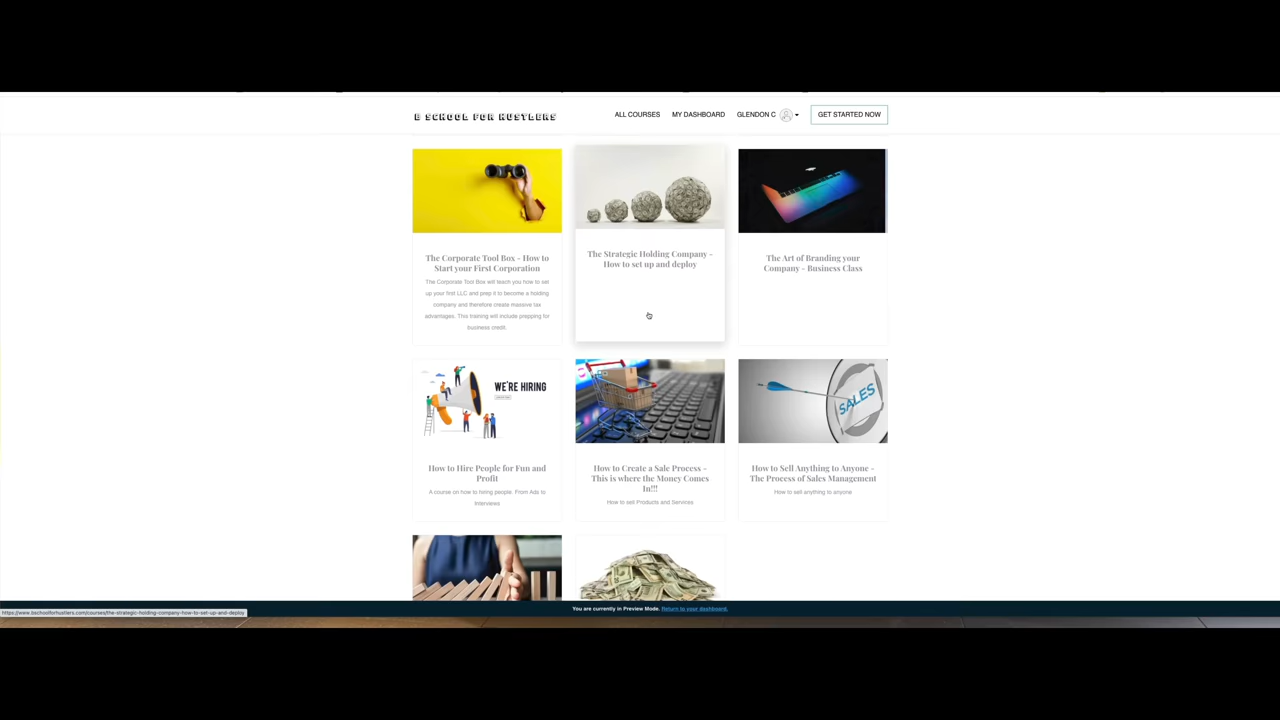 B SCHOOL FOR HUSTLERS
ALL COURSES
MY DASHBOARD
GLENDON C
GET STARTED NOW
The Corporate Tool Box - How to
Start your First Corporation
The Corporate Tool Box will teach you how to set
up your first LLC and prep it to become a holding
company and therefore create massive tax
advantages. This training will include prepping for
business credit.
The Strategic Holding Company -
How to set up and deploy
The Art of Branding your
Company - Business Class
WE'RE HIRING
How to Hire People for Fun and
Profit
A course on how to hiring people. From Ads to
Interviews
How to Create a Sale Process -
This is where the Money Comes
In!!!
How to sell Products and Services
SALES
How to Sell Anything to Anyone -
The Process of Sales Management
How to sell anything to anyone
You are currently in Preview Mode. Return to your dashboard.
https://www.bschoolforhustlers.com/courses/the-strategic-holding-company-how-to-set-up-and-deploy